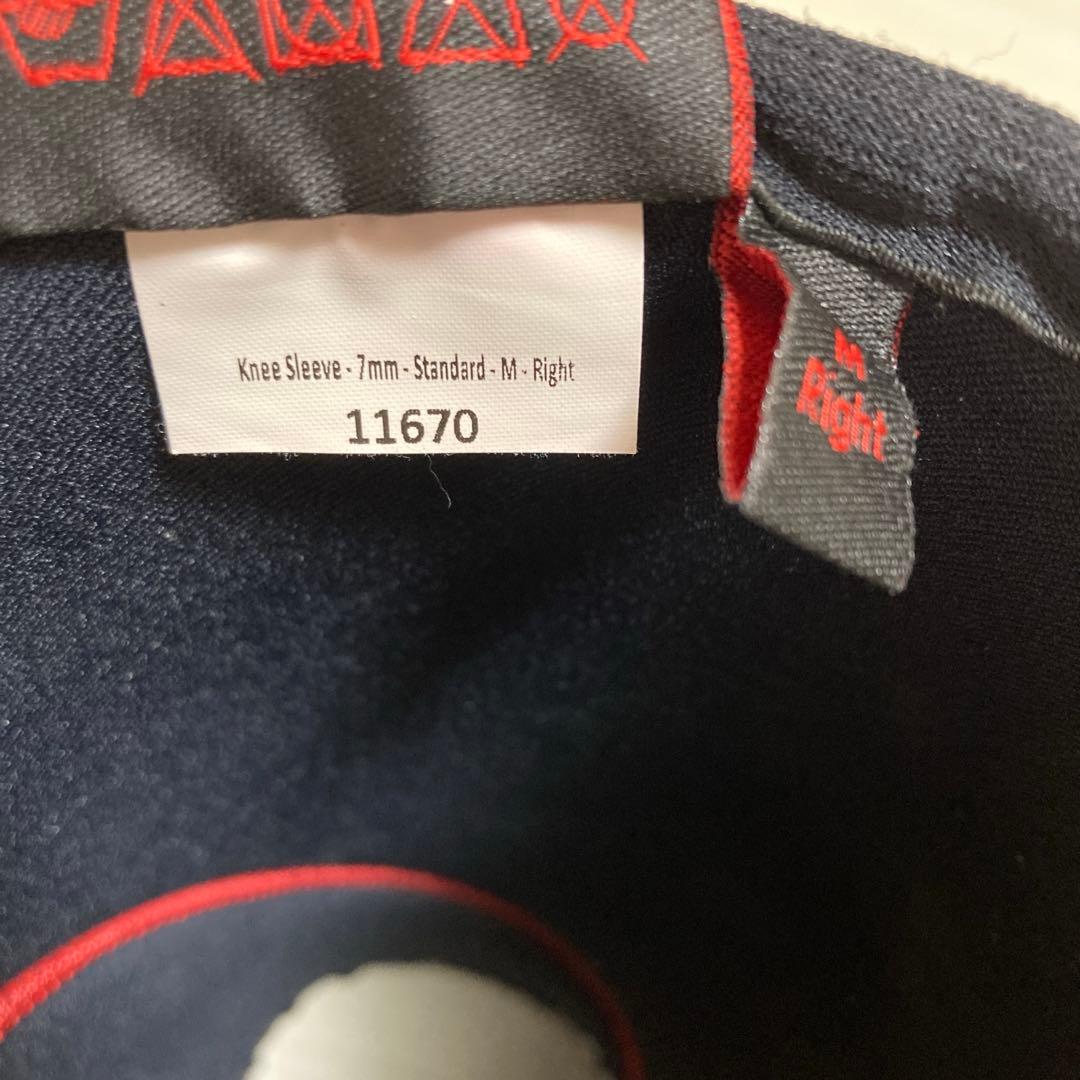 Knee Sleeve - 7mm - Standard - M - Right
11670
M
Right